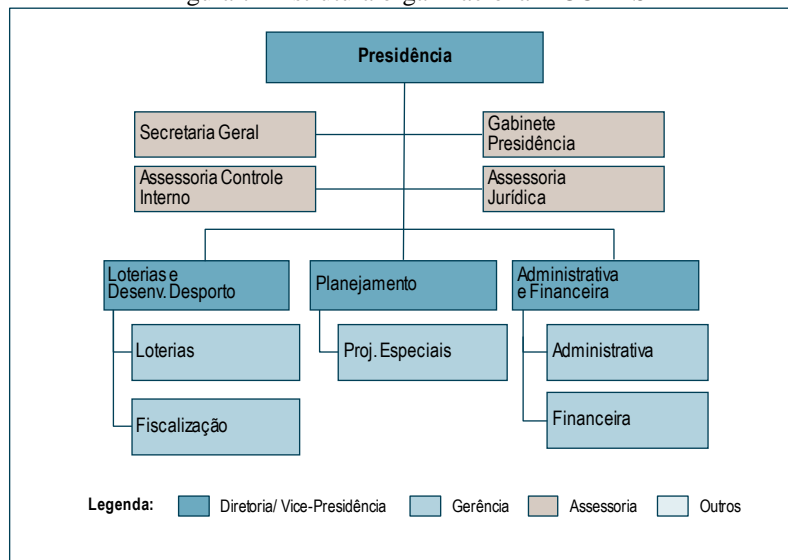 Presidência
Secretaria Geral
Gabinete
Presidência
Assessoria Controle
Interno
Assessoria
Jurídica
Loterias e
Desenv. Desporto
Planejamento
Administrativa
e Financeira
Loterias
Proj. Especiais
Administrativa
Fiscalização
Financeira
Legenda: Diretoria/ Vice-Presidência Gerência Assessoria Outros